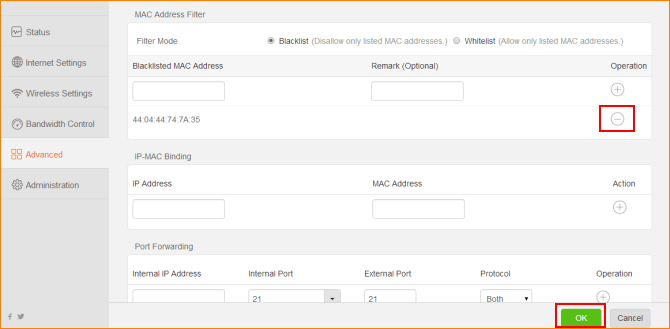 MAC Address Filter
Status
Filter Mode Blacklist (Disallow only listed MAC addresses.) Whitelist (Allow only listed MAC addresses.)
Internet Settings
Blacklisted MAC Address Remark (Optional) Operation
Wireless Settings
Bandwidth Control
44:04:44:74:7A:35
Advanced
IP-MAC Binding
Administration
IP Address MAC Address Action
Port Forwarding
Internal IP Address Internal Port External Port Protocol Operation
21 21 Both
OK Cancel